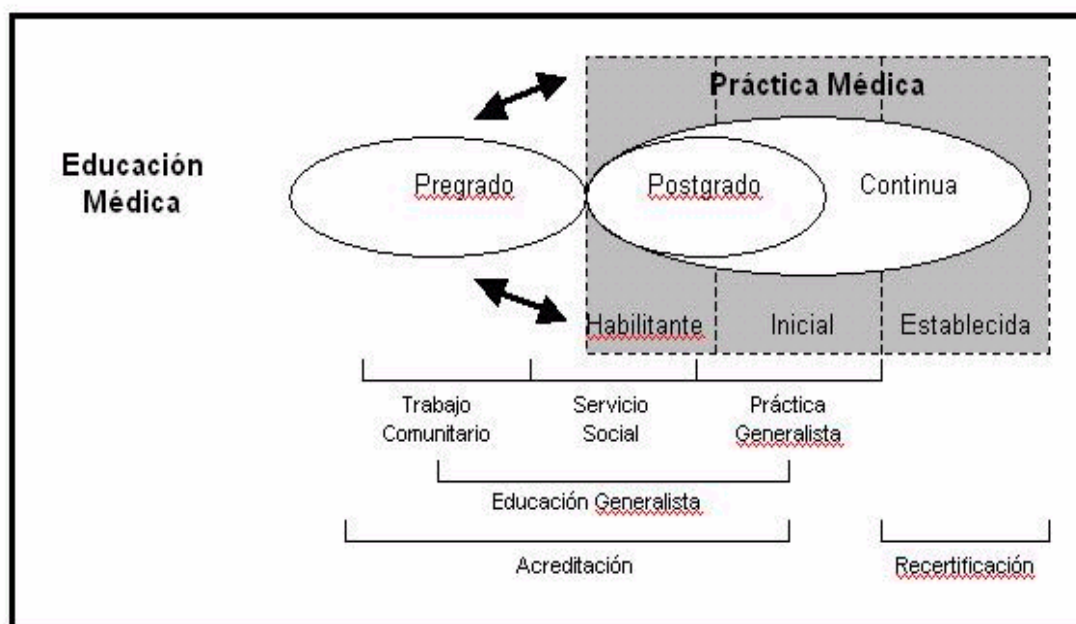 Práctica Médica
Educación
Médica
Pregrado
Postgrado
Continua
Habilitante
Inicial
Establecida
Trabajo
Comunitario
Servicio
Social
Práctica
Generalista
Educación Generalista
Acreditación
Recertificación